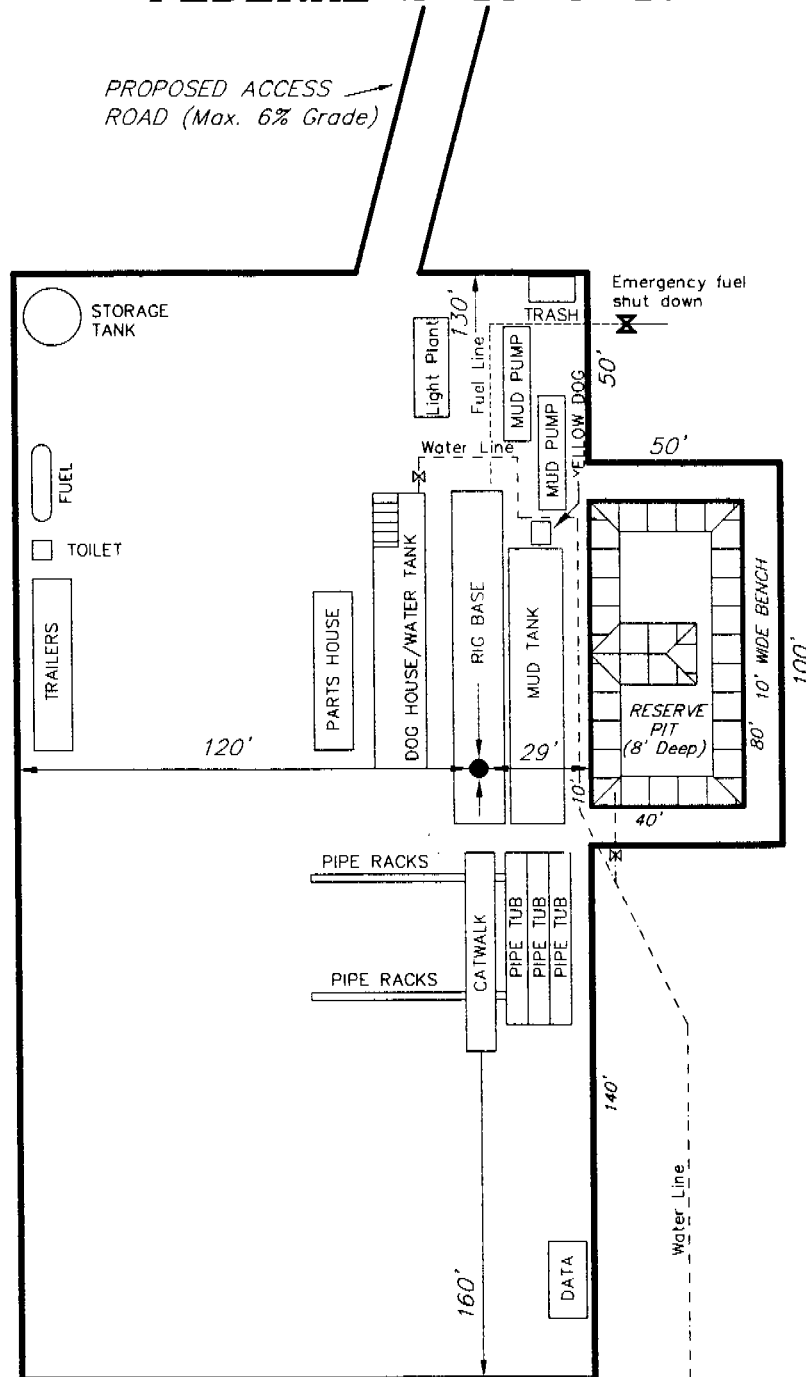 PROPOSED ACCESS
ROAD (Max. 6% Grade)
Emergency fuel
shut down
STORAGE
TANK
TRASH
130'
Light Plant
Fuel Line
MUD PUMP
50'
MUD PUMP
YELLOW DOG
Water Line
50'
FUEL
TOILET
TRAILERS
PARTS HOUSE
DOG HOUSE/WATER TANK
RIG BASE
MUD TANK
10' WIDE BENCH
100'
RESERVE
PIT
(8' Deep)
80'
120'
29'
10'
40'
PIPE RACKS
CATWALK
PIPE TUB
PIPE TUB
PIPE TUB
PIPE RACKS
140'
Water Line
DATA
160'